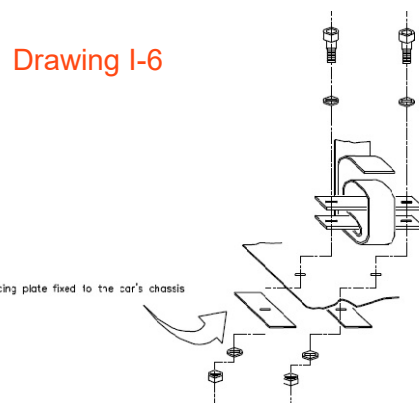 Drawing I-6
cing plate fixed to the car's chassis